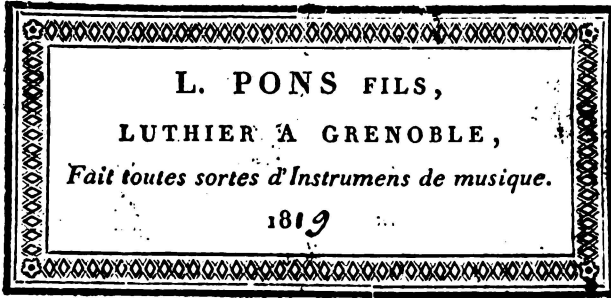 L. PONS FILS,
LUTHIER A GRENOBLE,
Fait toutes sortes d'Instrumens de musique.
1819